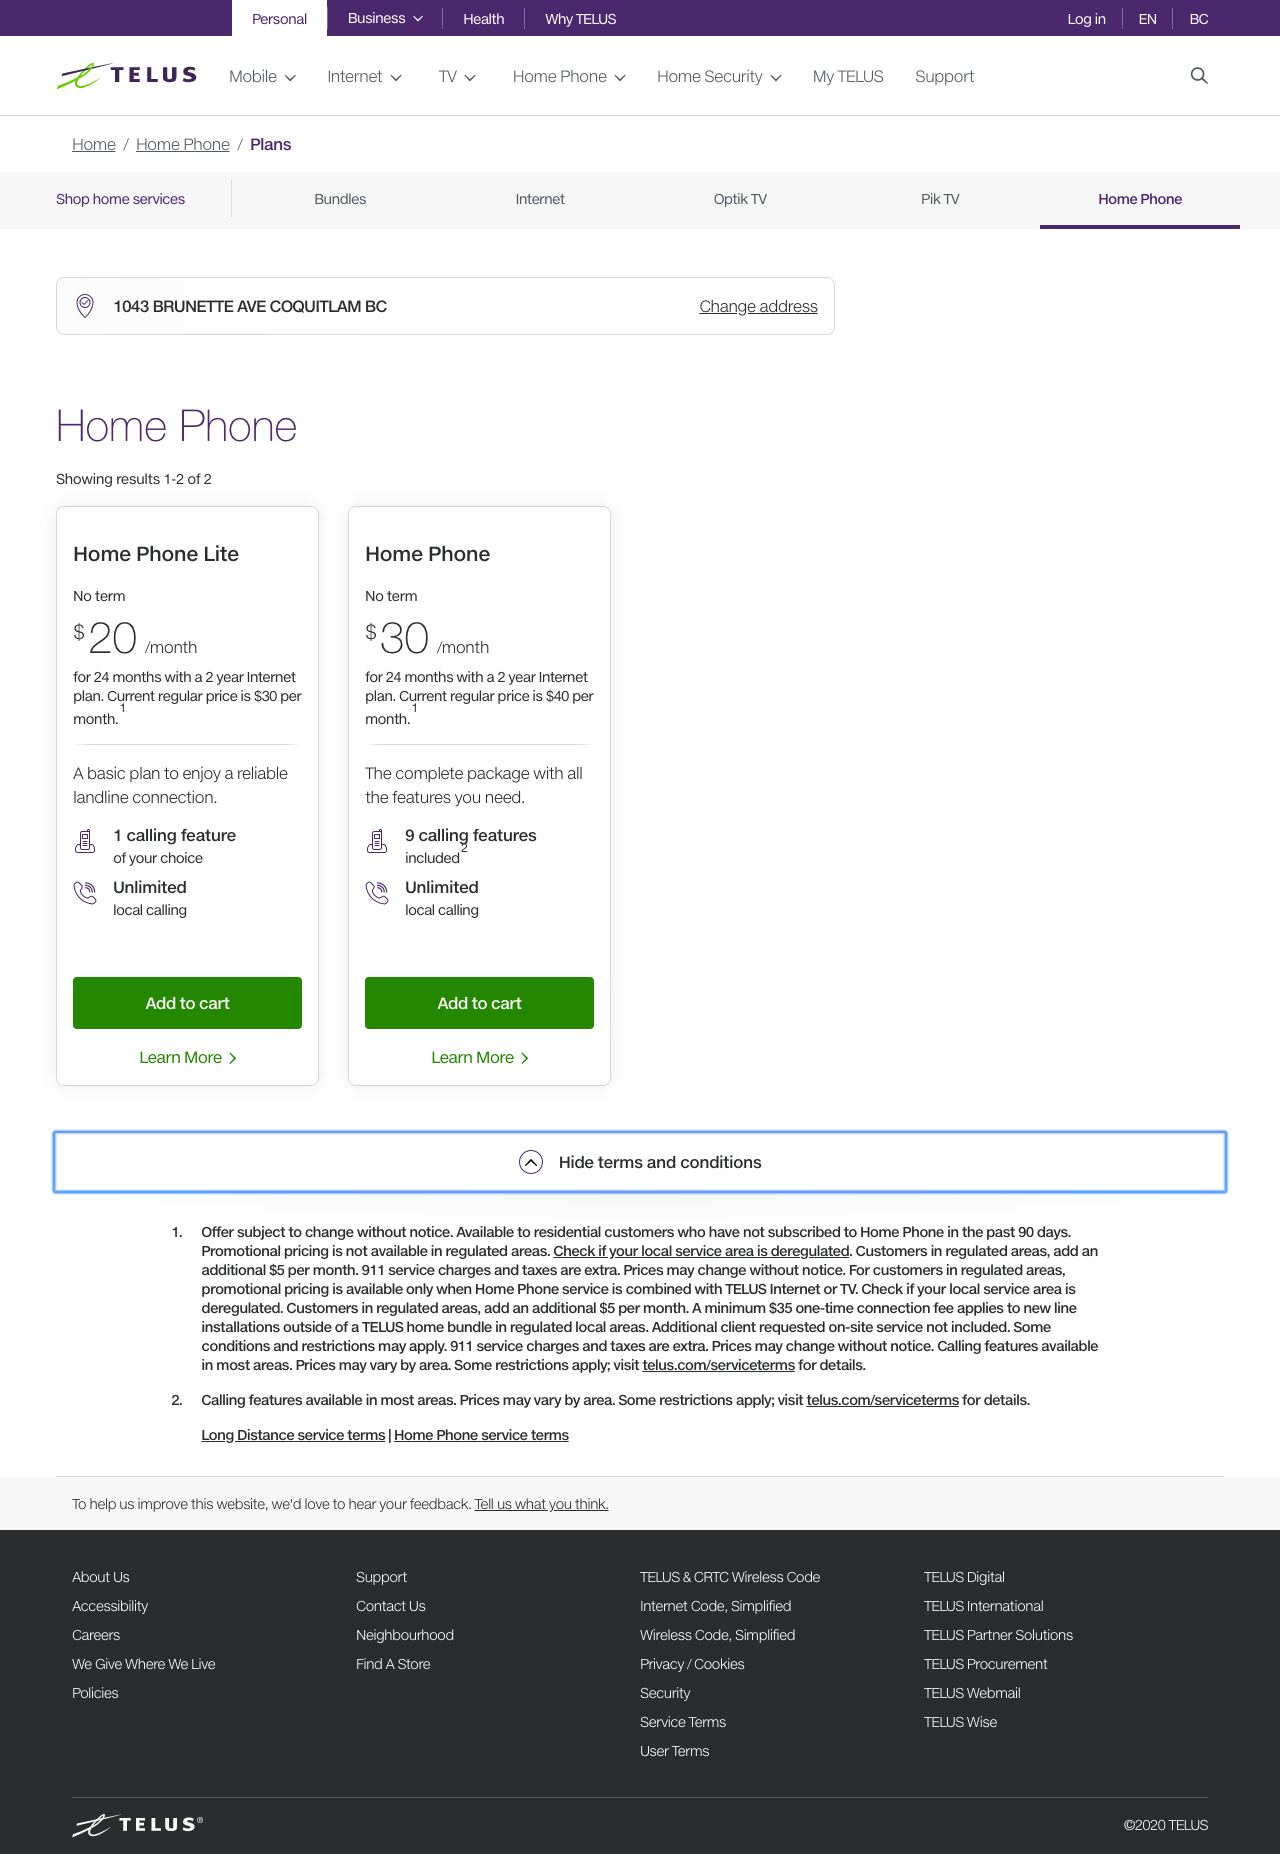 Personal
Business
Health
Why TELUS
Log in
EN
BC
TELUS
Mobile
Internet
TV
Home Phone
Home Security
My TELUS
Support
Home / Home Phone / Plans
Shop home services
Bundles
Internet
Optik TV
Pik TV
Home Phone
1043 BRUNETTE AVE COQUITLAM BC
Change address
Home Phone
Showing results 1-2 of 2
Home Phone Lite
No term
$20 /month
for 24 months with a 2 year Internet
plan. Current regular price is $30 per
month.1
A basic plan to enjoy a reliable
landline connection.
1 calling feature
of your choice
Unlimited
local calling
Add to cart
Learn More
Home Phone
No term
$30 /month
for 24 months with a 2 year Internet
plan. Current regular price is $40 per
month.1
The complete package with all
the features you need.
9 calling features
included2
Unlimited
local calling
Add to cart
Learn More
Hide terms and conditions
1. Offer subject to change without notice. Available to residential customers who have not subscribed to Home Phone in the past 90 days.
Promotional pricing is not available in regulated areas. Check if your local service area is deregulated. Customers in regulated areas, add an
additional $5 per month. 911 service charges and taxes are extra. Prices may change without notice. For customers in regulated areas,
promotional pricing is available only when Home Phone service is combined with TELUS Internet or TV. Check if your local service area is
deregulated. Customers in regulated areas, add an additional $5 per month. A minimum $35 one-time connection fee applies to new line
installations outside of a TELUS home bundle in regulated local areas. Additional client requested on-site service not included. Some
conditions and restrictions may apply. 911 service charges and taxes are extra. Prices may change without notice. Calling features available
in most areas. Prices may vary by area. Some restrictions apply; visit telus.com/serviceterms for details.
2. Calling features available in most areas. Prices may vary by area. Some restrictions apply; visit telus.com/serviceterms for details.
Long Distance service terms | Home Phone service terms
To help us improve this website, we'd love to hear your feedback. Tell us what you think.
About Us
Accessibility
Careers
We Give Where We Live
Policies
Support
Contact Us
Neighbourhood
Find A Store
TELUS & CRTC Wireless Code
Internet Code, Simplified
Wireless Code, Simplified
Privacy / Cookies
Security
Service Terms
User Terms
TELUS Digital
TELUS International
TELUS Partner Solutions
TELUS Procurement
TELUS Webmail
TELUS Wise
TELUS®
©2020 TELUS